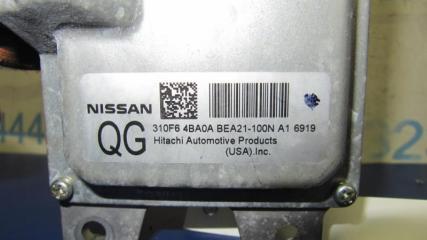 NISSAN
QG
310F6 4BA0A BEA21-100N A1 6919
Hitachi Automotive Products
(USA).Inc.